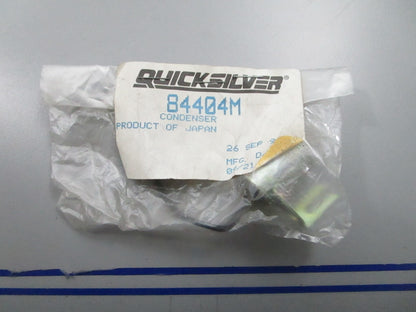 QUICKSILVER
84404M
CONDENSER
PRODUCT OF JAPAN
26 SEP
MFG.